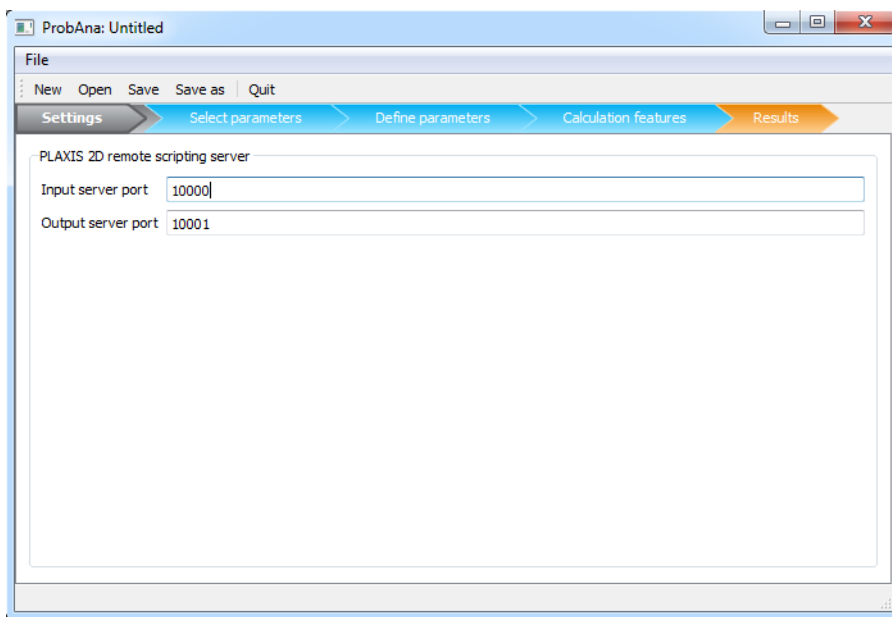 ProbAna: Untitled
File
New Open Save Save as Quit
Settings Select parameters Define parameters Calculation features Results
PLAXIS 2D remote scripting server
Input server port 10000
Output server port 10001